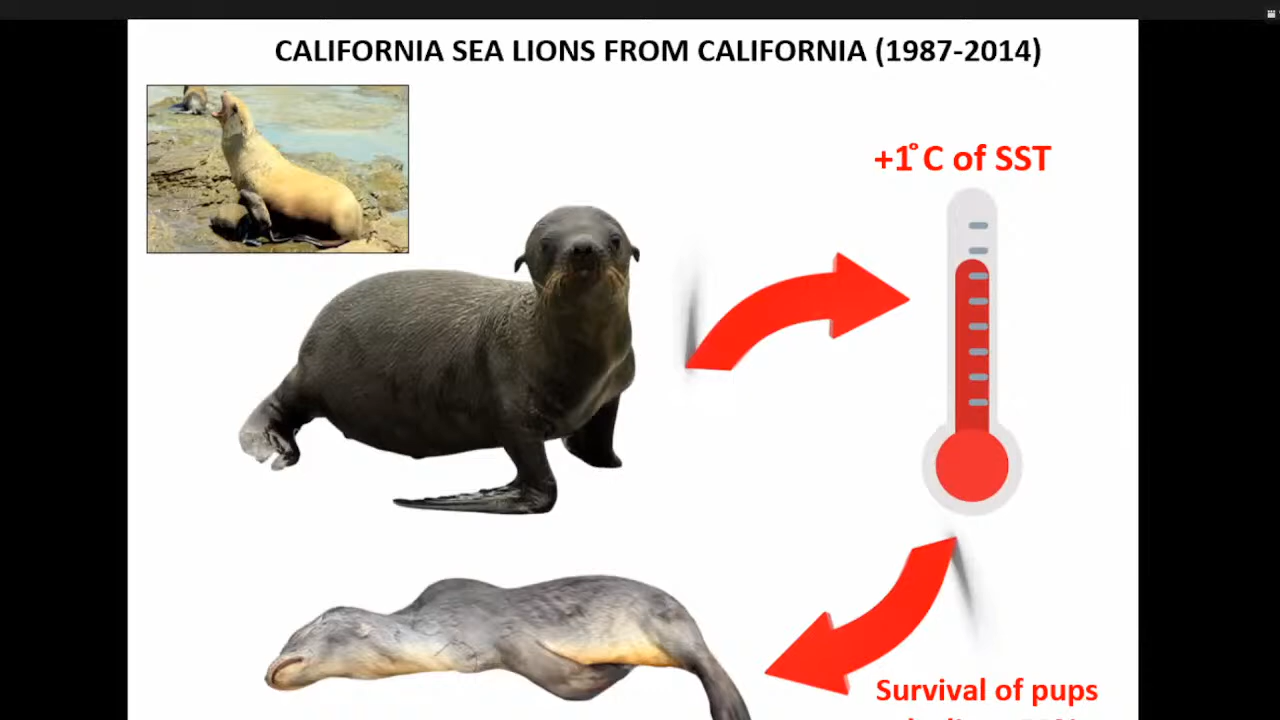 CALIFORNIA SEA LIONS FROM CALIFORNIA (1987-2014)
+1°C of SST
Survival of pups